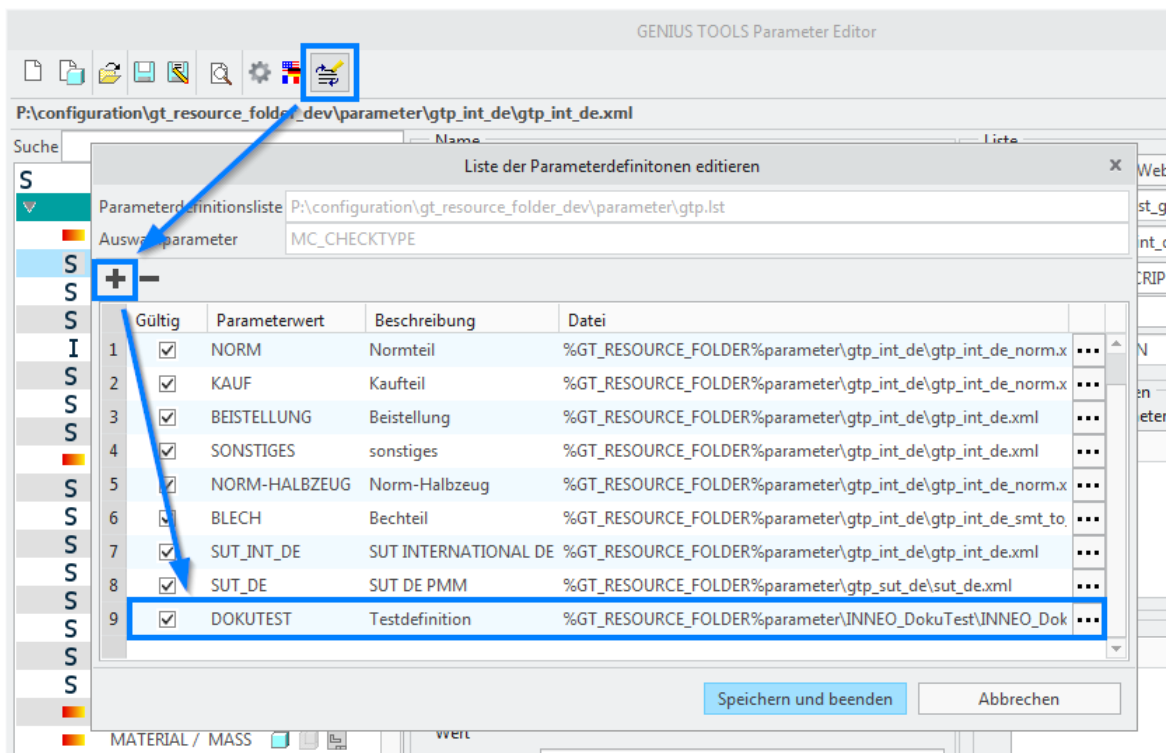 GENIUS TOOLS Parameter Editor
P:\configuration\gt_resource_folder_dev\parameter\gtp_int_de\gtp_int_de.xml
Suche
Name
Liste
Liste der Parameterdefinitonen editieren
x
S
Parameterdefinitionsliste P:\configuration\gt_resource_folder_dev\parameter\gtp.lst
Auswahlparameter MC_CHECKTYPE
Gültig Parameterwert Beschreibung Datei
1 NORM Normteil %GT_RESOURCE_FOLDER%parameter\gtp_int_de\gtp_int_de_norm.x ...
2 KAUF Kaufteil %GT_RESOURCE_FOLDER%parameter\gtp_int_de\gtp_int_de_norm.x ...
3 BEISTELLUNG Beistellung %GT_RESOURCE_FOLDER%parameter\gtp_int_de\gtp_int_de.xml ...
4 SONSTIGES sonstiges %GT_RESOURCE_FOLDER%parameter\gtp_int_de\gtp_int_de.xml ...
5 NORM-HALBZEUG Norm-Halbzeug %GT_RESOURCE_FOLDER%parameter\gtp_int_de\gtp_int_de_norm.x ...
6 BLECH Bechteil %GT_RESOURCE_FOLDER%parameter\gtp_int_de\gtp_int_de_smt_to ...
7 SUT_INT_DE SUT INTERNATIONAL DE %GT_RESOURCE_FOLDER%parameter\gtp_int_de\gtp_int_de.xml ...
8 SUT_DE SUT DE PMM %GT_RESOURCE_FOLDER%parameter\gtp_sut_de\sut_de.xml ...
9 DOKUTEST Testdefinition %GT_RESOURCE_FOLDER%parameter\INNEO_DokuTest\INNEO_Dok ...
Speichern und beenden Abbrechen
MATERIAL / MASS
Wert